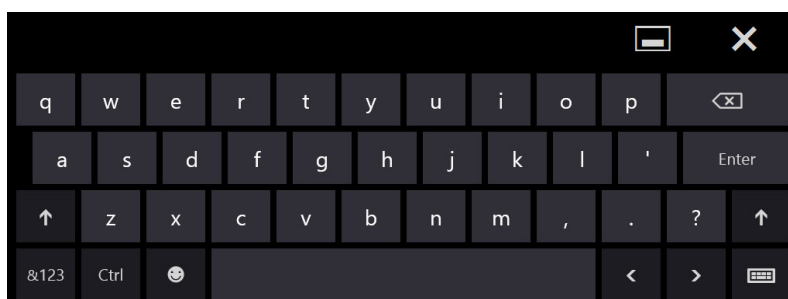 q w e r t y u i o p
a s d f g h j k l ' Enter
z x c v b n m , . ?
&123 Ctrl < >